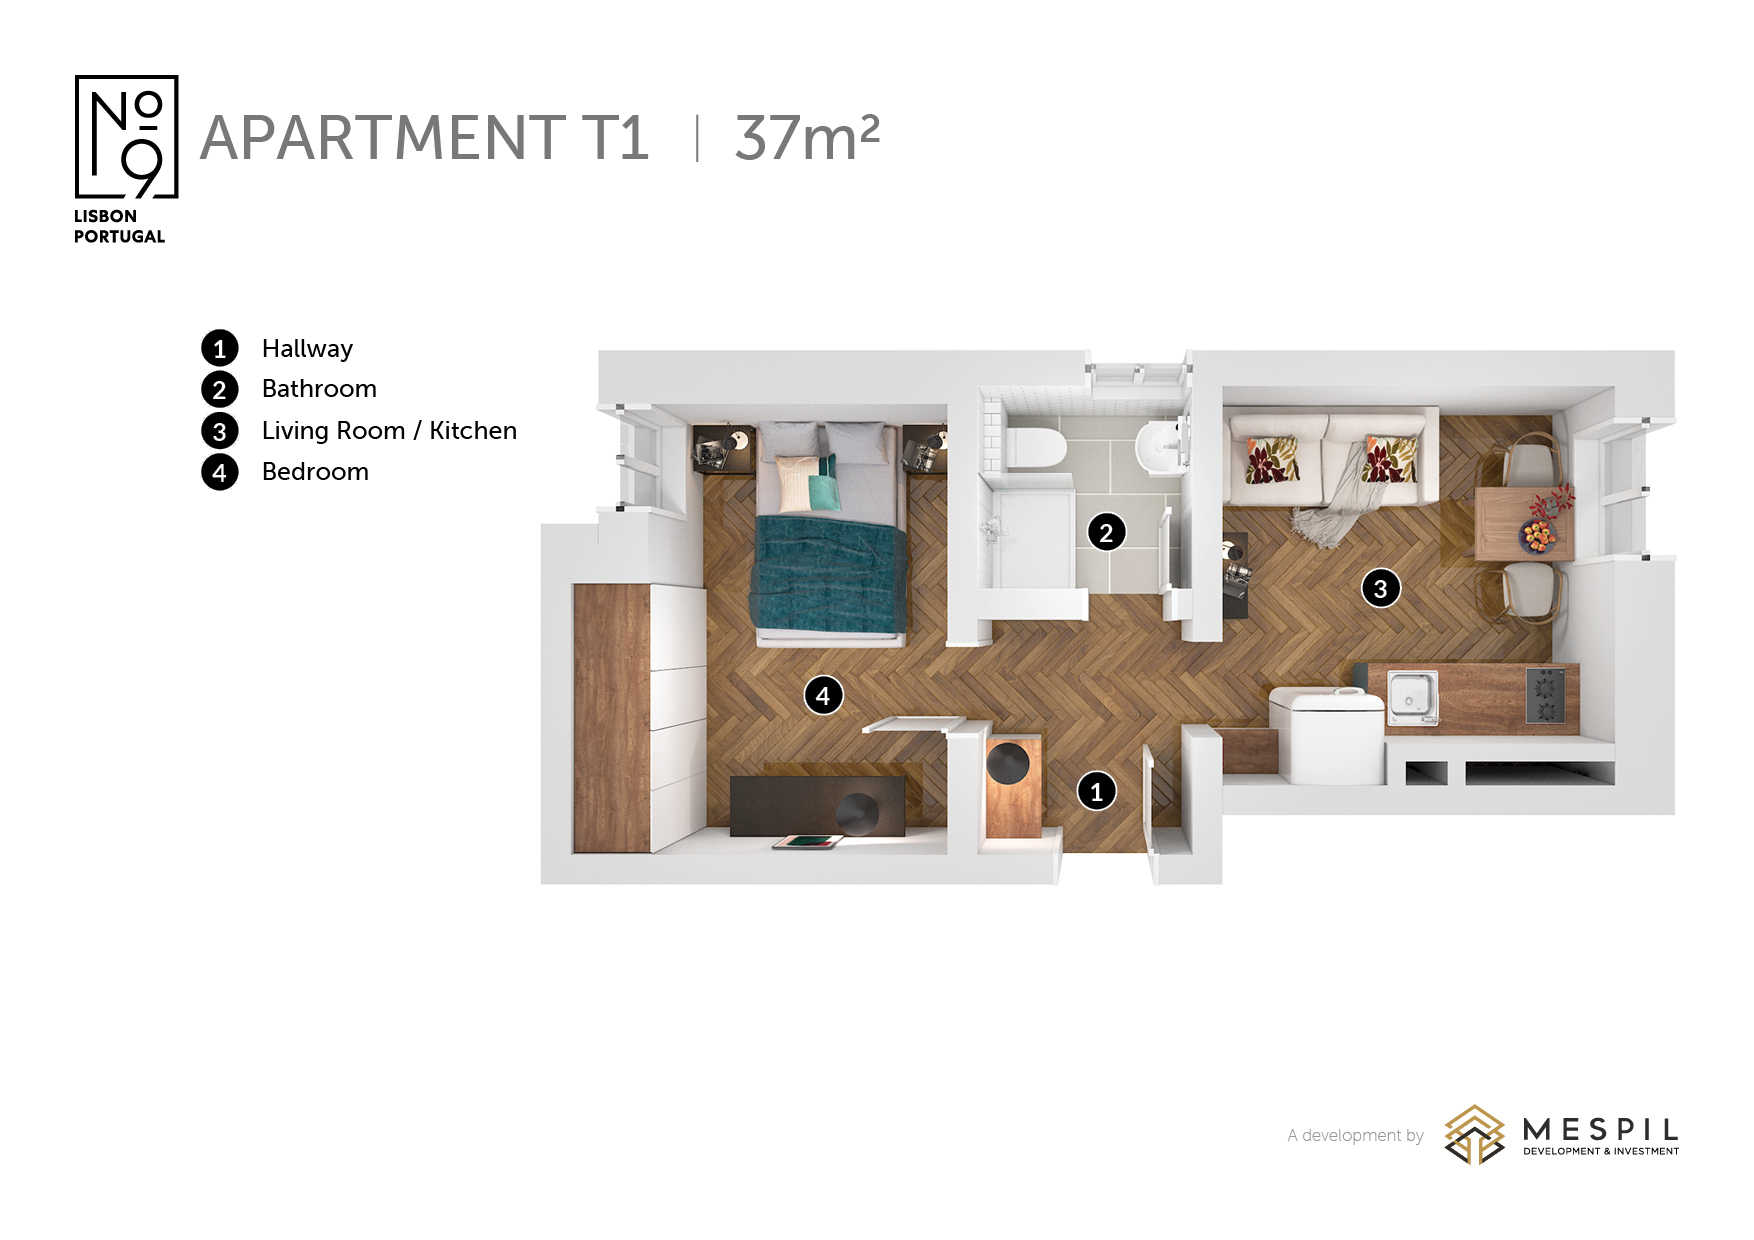 No 9
LISBON
PORTUGAL
APARTMENT T1 | 37m²
1 Hallway
2 Bathroom
3 Living Room / Kitchen
4 Bedroom
2
3
4
1
A development by
MESPIL
DEVELOPMENT & INVESTMENT